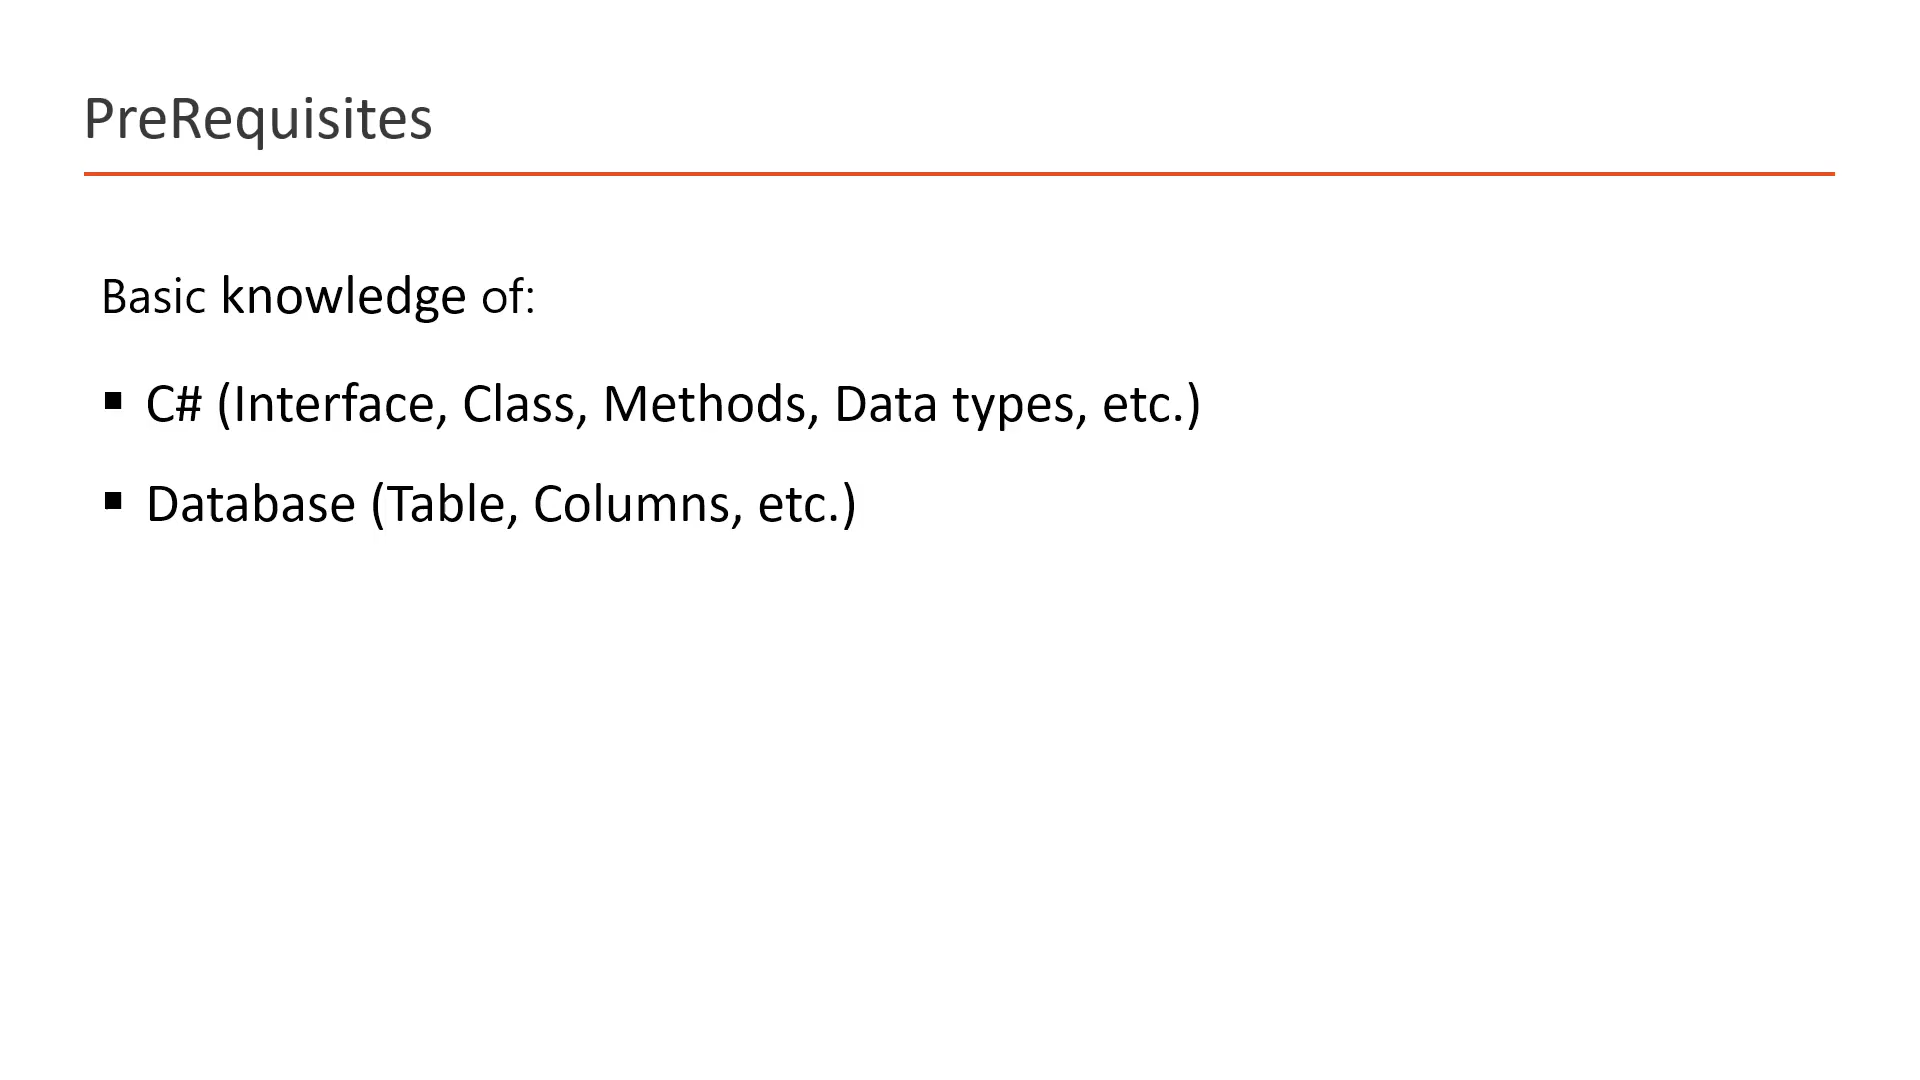 PreRequisites
Basic knowledge of:
▪ C# (Interface, Class, Methods, Data types, etc.)
▪ Database (Table, Columns, etc.)